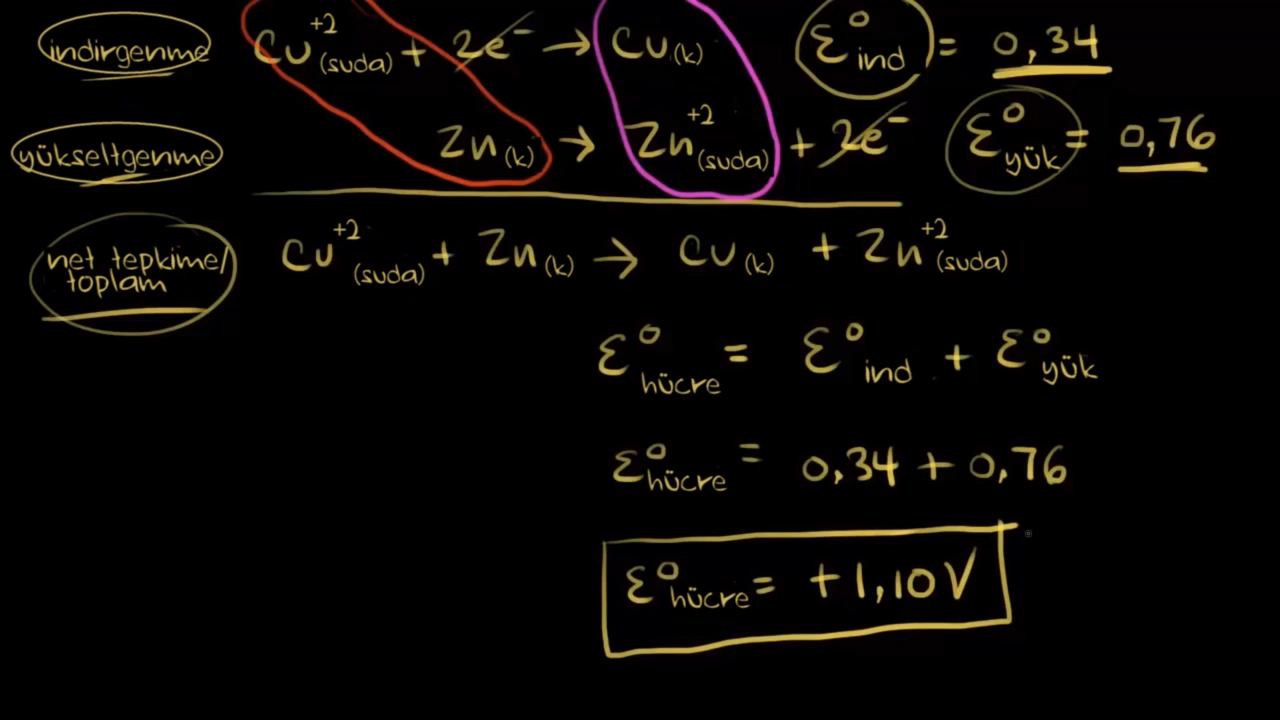 indirgenme Cu+2(suda) + 2e- → Cu(k) ε°ind = 0,34
yükseltgenme Zn(k) → Zn+2(suda) + 2e- ε°yük = 0,76
net tepkime/
toplam Cu+2(suda) + Zn(k) → Cu(k) + Zn+2(suda)
ε°hücre = ε°ind + ε°yük
ε°hücre = 0,34 + 0,76
ε°hücre = +1,10V